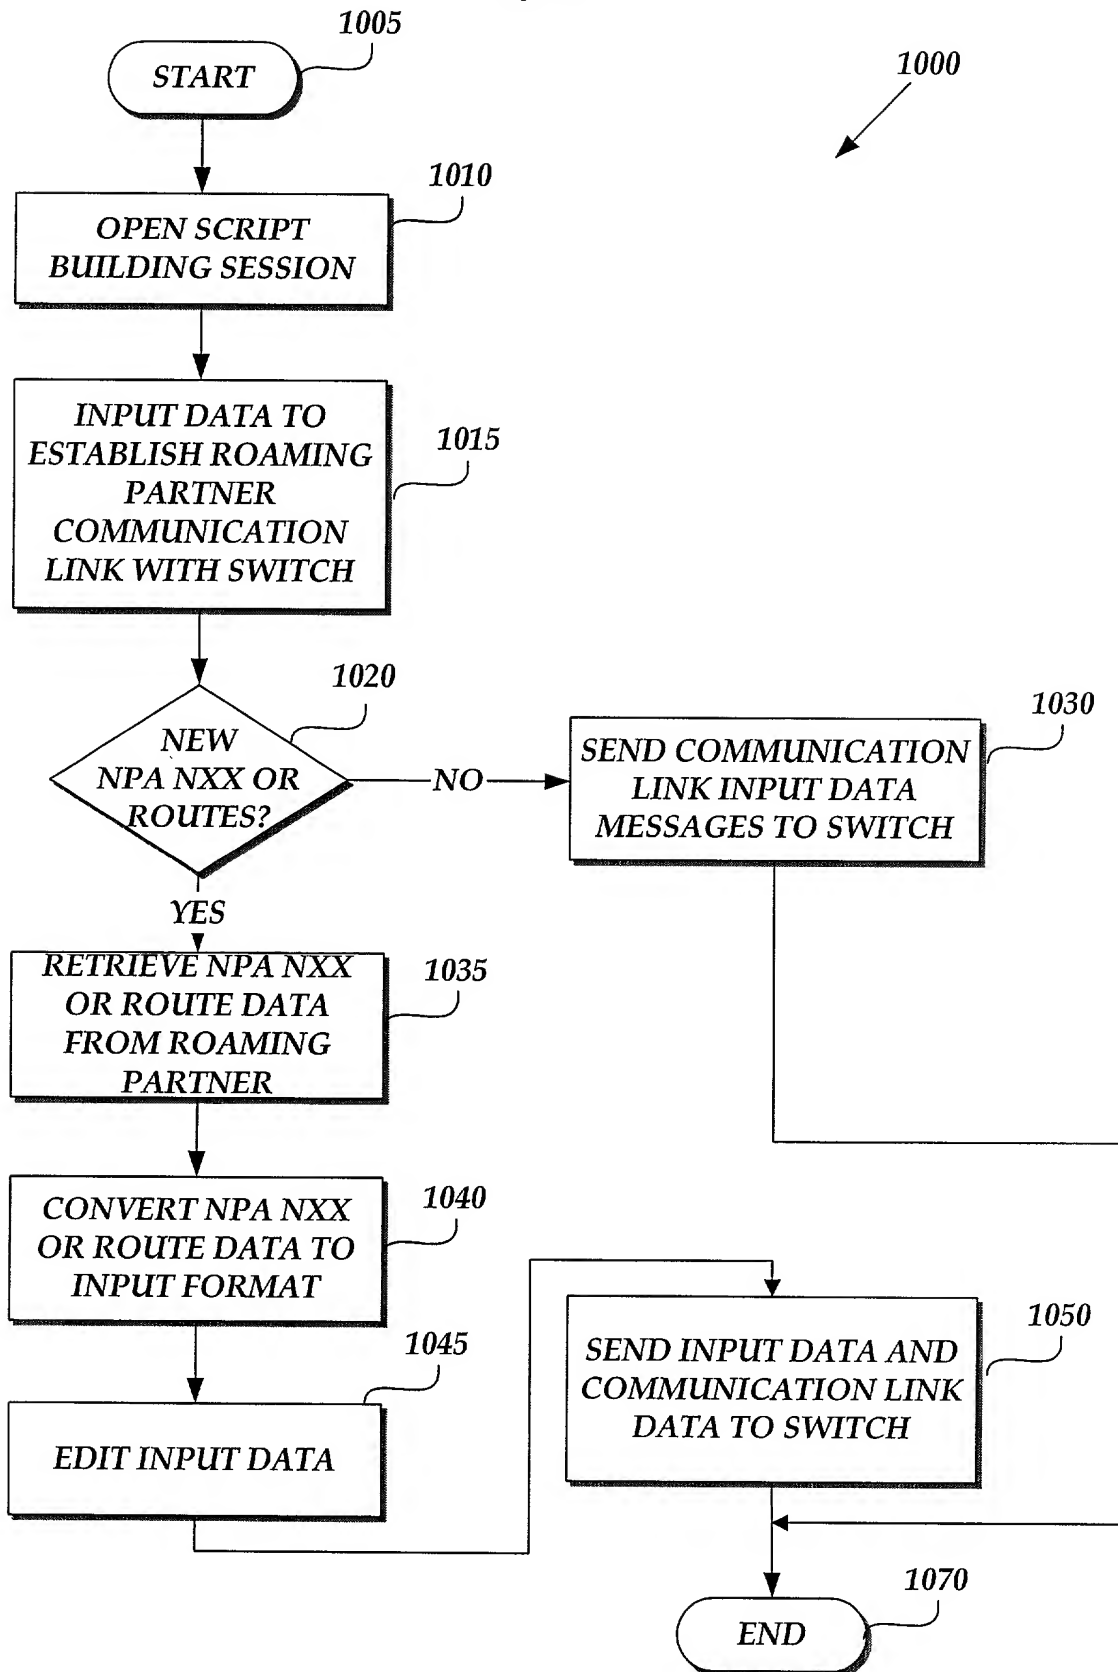 1005
START
1000
1010
OPEN SCRIPT
BUILDING SESSION
INPUT DATA TO
ESTABLISH ROAMING
PARTNER
COMMUNICATION
LINK WITH SWITCH
1015
1020
NEW
NPA NXX OR
ROUTES?
NO
1030
SEND COMMUNICATION
LINK INPUT DATA
MESSAGES TO SWITCH
YES
RETRIEVE NPA NXX
OR ROUTE DATA
FROM ROAMING
PARTNER
1035
CONVERT NPA NXX
OR ROUTE DATA TO
INPUT FORMAT
1040
1045
EDIT INPUT DATA
1050
SEND INPUT DATA AND
COMMUNICATION LINK
DATA TO SWITCH
1070
END